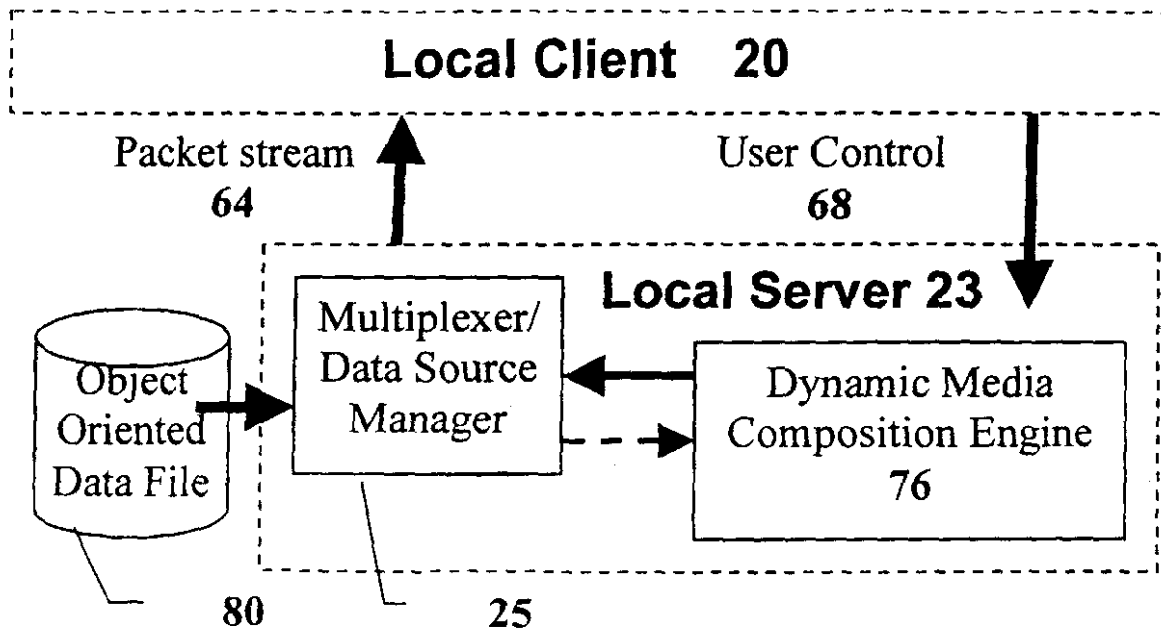 Local Client 20
Packet stream
64
User Control
68
Local Server 23
Multiplexer/
Data Source
Manager
Object
Oriented
Data File
Dynamic Media
Composition Engine
76
80
25